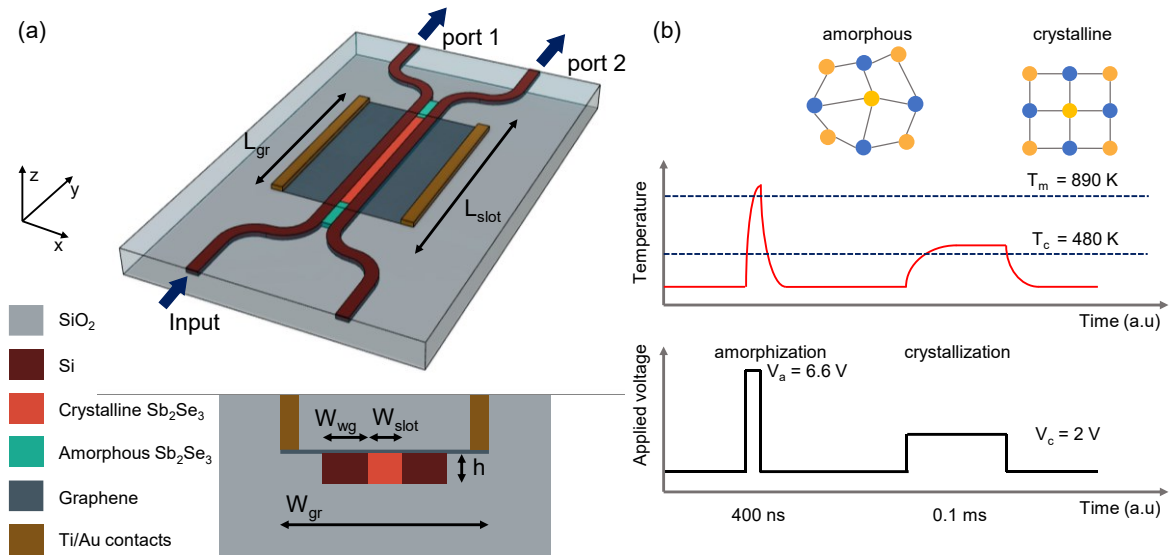 (a)
port 1
port 2
L_gr
L_slot
z
y
x
Input
SiO₂
Si
Crystalline Sb₂Se₃
Amorphous Sb₂Se₃
Graphene
Ti/Au contacts
W_wg
W_slot
h
W_gr
(b)
amorphous
crystalline
Temperature
T_m = 890 K
T_c = 480 K
Time (a.u)
Applied voltage
amorphization
V_a = 6.6 V
crystallization
V_c = 2 V
Time (a.u)
400 ns
0.1 ms